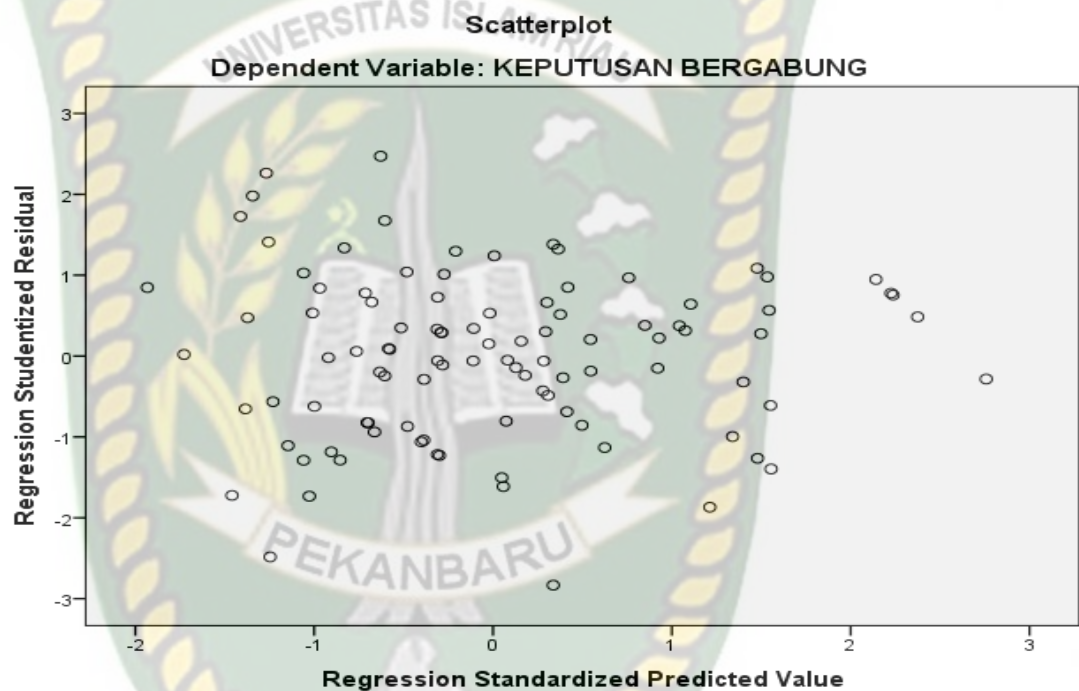 Scatterplot
Dependent Variable: KEPUTUSAN BERGABUNG
UNIVERSITAS ISLAM RIAU
Regression Studentized Residual
3
2
1
0
-1
-2
-3
PEKANBARU
-2
-1
0
1
2
3
Regression Standardized Predicted Value